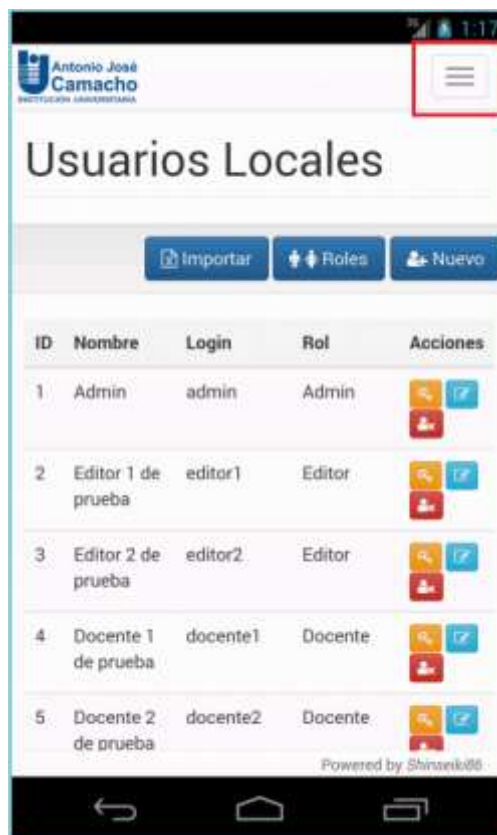 3G 1:17
Antonio José
Camacho
INSTITUCIÓN UNIVERSITARIA
Usuarios Locales
Importar Roles Nuevo
ID Nombre Login Rol Acciones
1 Admin admin Admin
2 Editor 1 de editor1 Editor
prueba
3 Editor 2 de editor2 Editor
prueba
4 Docente 1 docente1 Docente
de prueba
5 Docente 2 docente2 Docente
de prueba
Powered by Shinseiki86